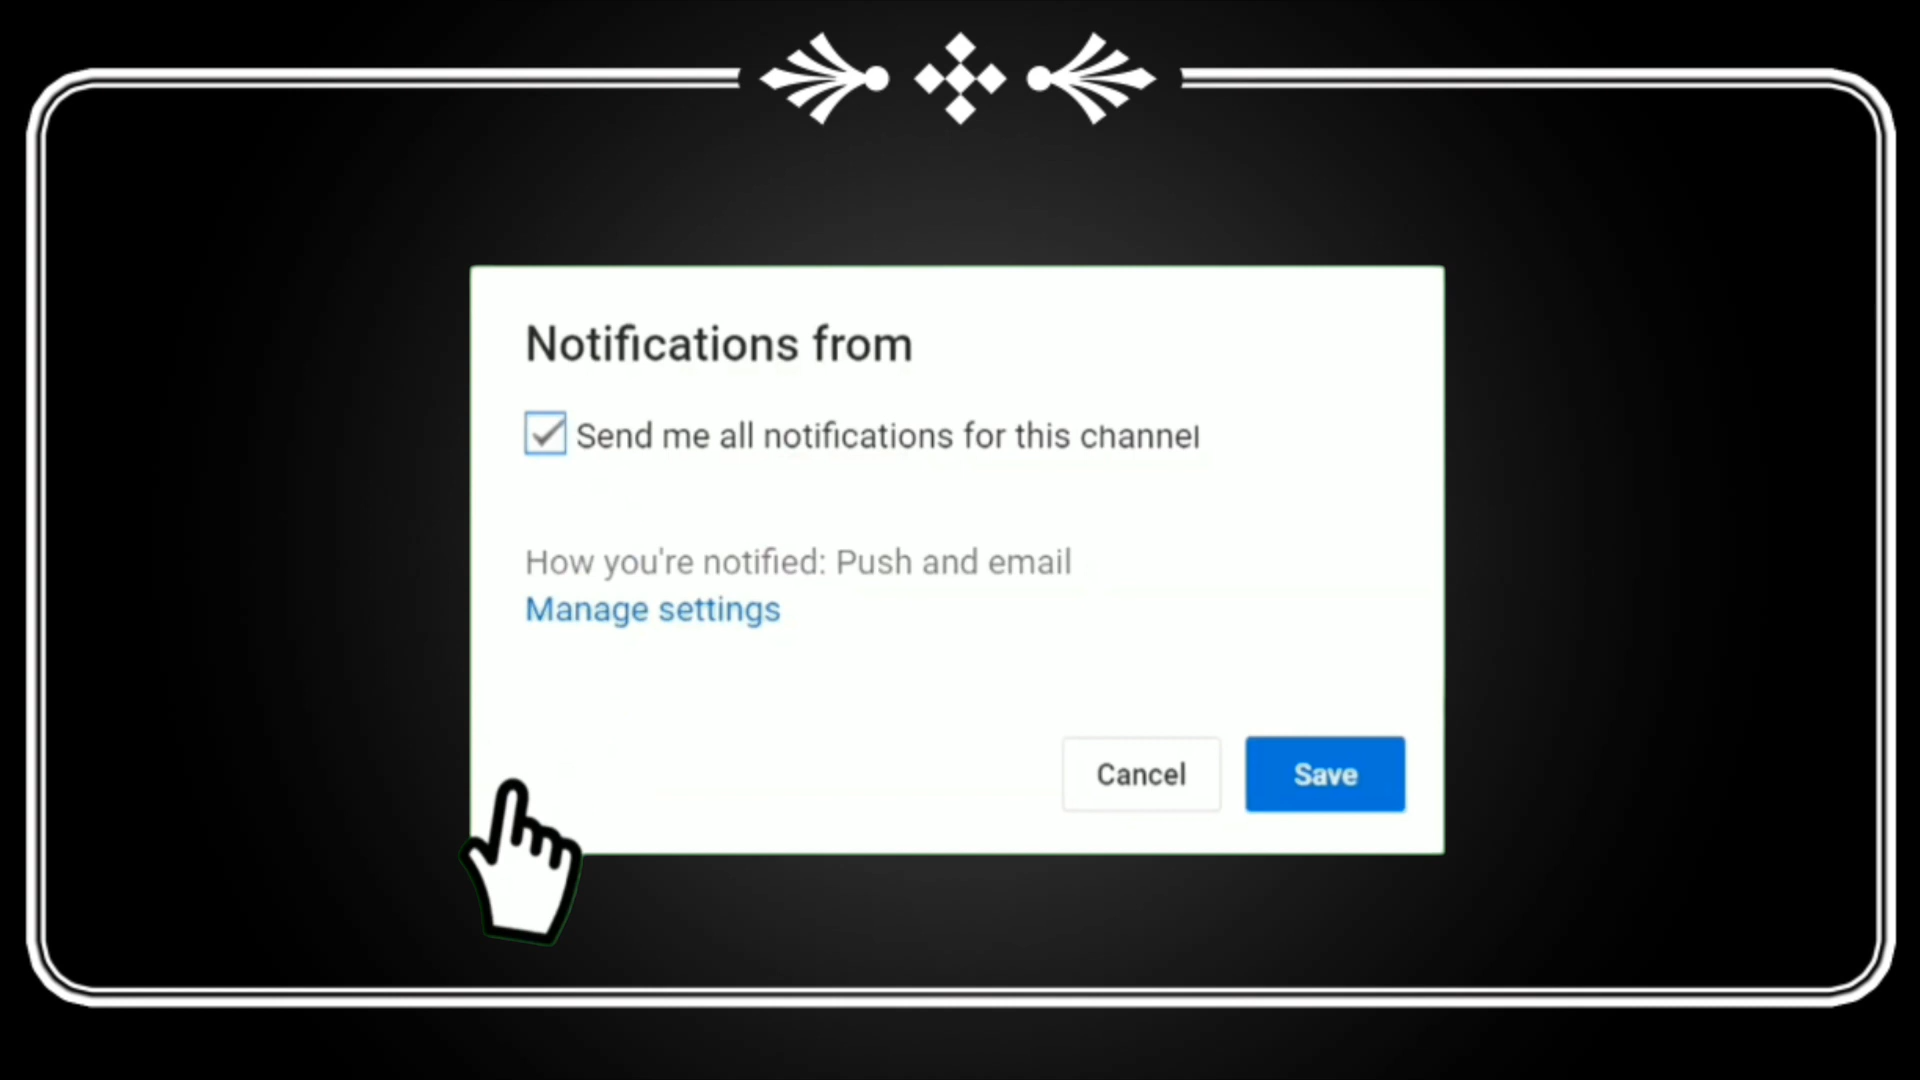 Notifications from
Send me all notifications for this channel
How you're notified: Push and email
Manage settings
Cancel Save